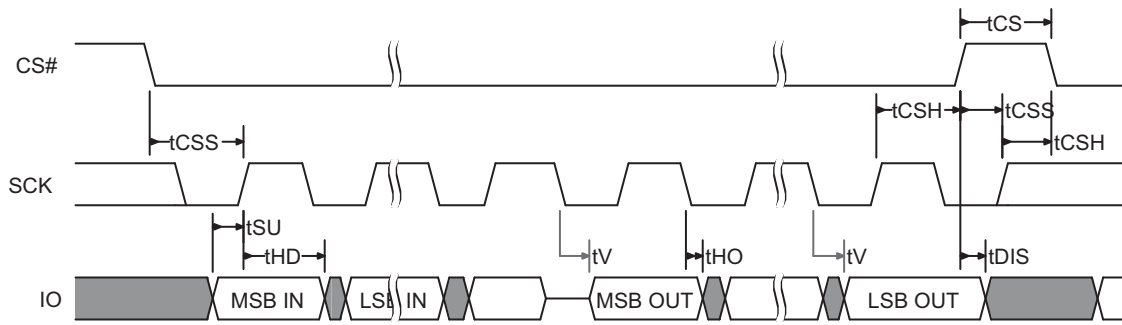 tCS
CS#
tCSH
tCSS
tCSS
tCSH
SCK
tSU
tHD
tV
tHO
tV
tDIS
IO
MSB IN
LSB IN
MSB OUT
LSB OUT